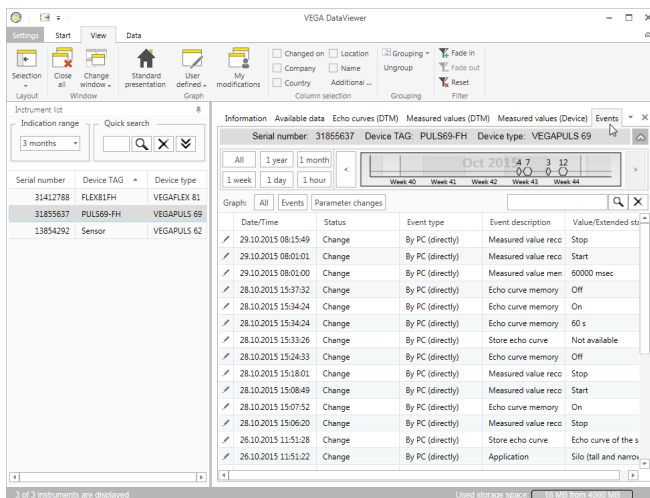 VEGA DataViewer
Settings Start View Data
Selection Close all Change window Standard presentation User defined My modifications
Changed on Location
Company Name
Country Additional ...
Grouping
Ungroup
Fade in
Fade out
Reset
Layout Window Graph Column selection Grouping Filter
Instrument list
Indication range Quick search
3 months
Serial number Device TAG Device type
31412788 FLEX81FH VEGAFLEX 81
31855637 PULS69-FH VEGAPULS 69
13854292 Sensor VEGAPULS 62
Information Available data Echo curves (DTM) Measured values (DTM) Measured values (Device) Events
Serial number: 31855637 Device TAG: PULS69-FH Device type: VEGAPULS 69
All 1 year 1 month
1 week 1 day 1 hour
< >
Oct 2015
4 7 3 12
Week 40 Week 41 Week 42 Week 43 Week 44
Graph: All Events Parameter changes
Date/Time Status Event type Event description Value/Extended sta
29.10.2015 08:15:49 Change By PC (directly) Measured value reco Stop
29.10.2015 08:01:01 Change By PC (directly) Measured value reco Start
29.10.2015 08:01:00 Change By PC (directly) Measured value men 60000 msec
28.10.2015 15:37:32 Change By PC (directly) Echo curve memory Off
28.10.2015 15:34:24 Change By PC (directly) Echo curve memory On
28.10.2015 15:34:24 Change By PC (directly) Echo curve memory 60 s
28.10.2015 15:33:26 Change By PC (directly) Store echo curve Not available
28.10.2015 15:24:33 Change By PC (directly) Echo curve memory Off
28.10.2015 15:18:01 Change By PC (directly) Measured value reco Stop
28.10.2015 15:08:49 Change By PC (directly) Measured value reco Start
28.10.2015 15:07:52 Change By PC (directly) Echo curve memory On
28.10.2015 15:06:20 Change By PC (directly) Measured value reco Stop
26.10.2015 11:51:28 Change By PC (directly) Store echo curve Echo curve of the s
26.10.2015 11:51:22 Change By PC (directly) Application Silo (tall and narrow
3 of 3 instruments are displayed
Used storage space: 18 MB from 4080 MB